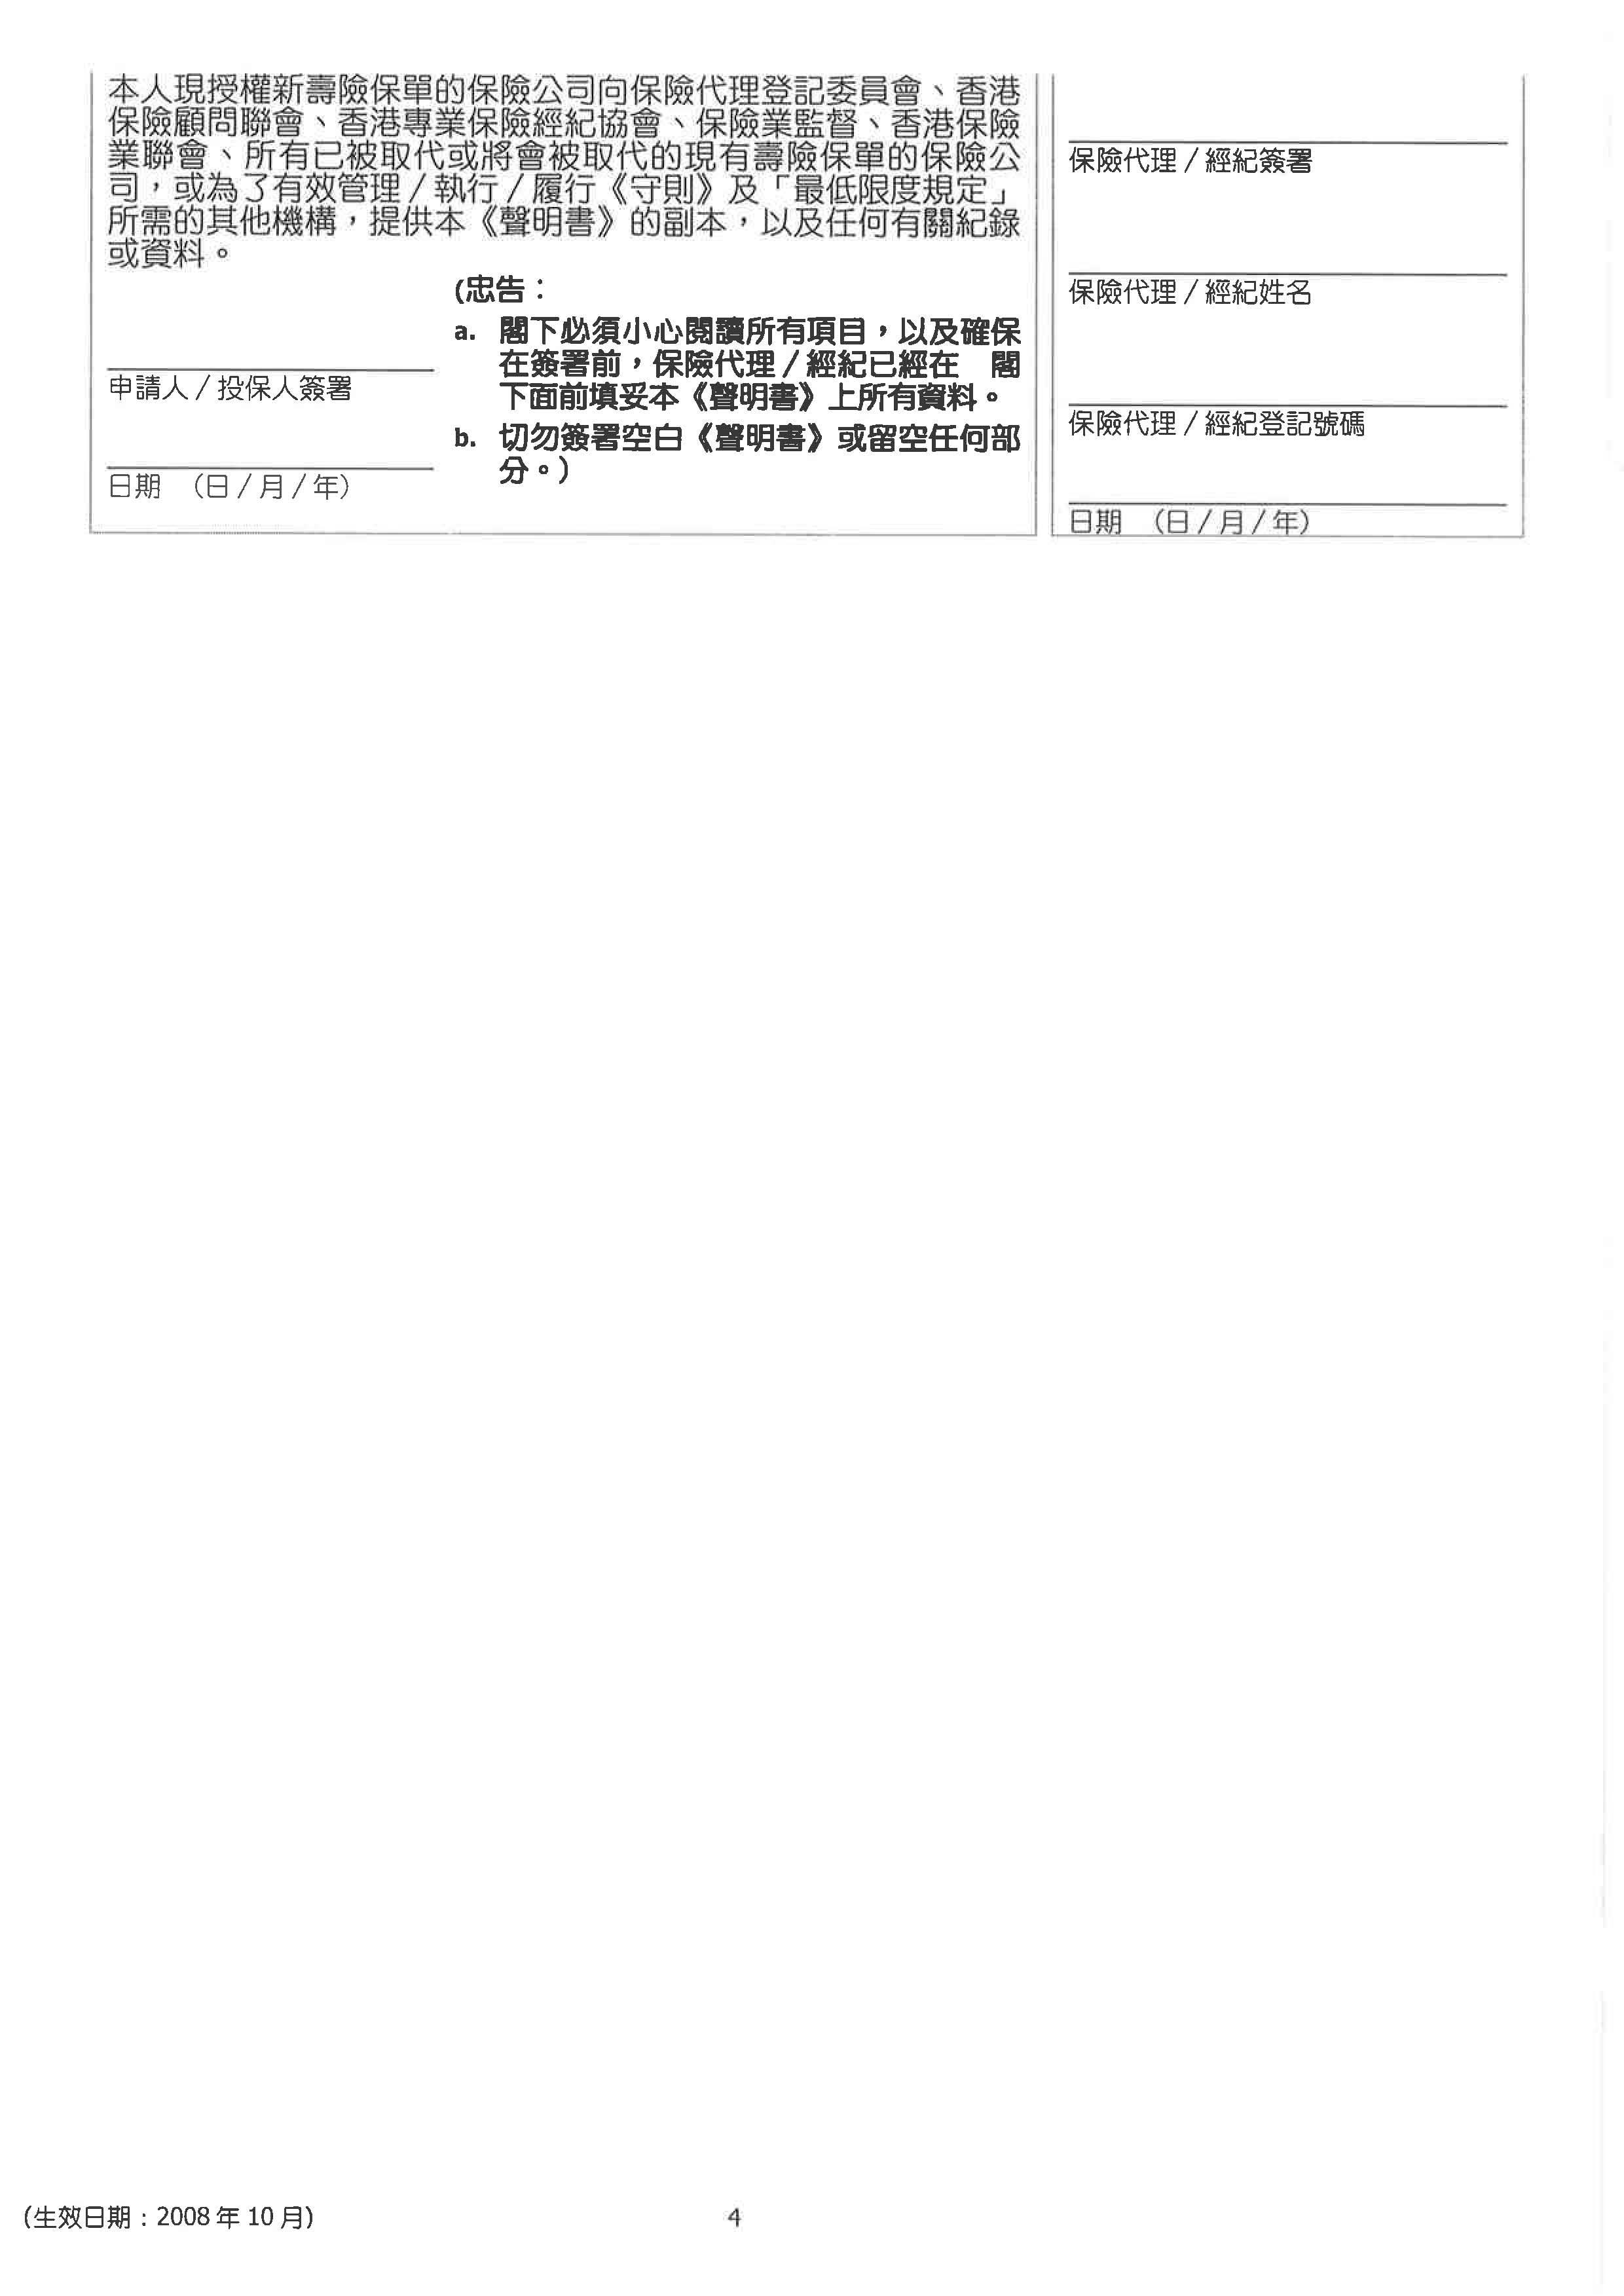 本人現授權新壽險保單的保險公司向保險代理登記委員會、香港
保險顧問聯會、香港專業保險經紀協會、保險業監督、香港保險
業聯會、所有已被取代或將會被取代的現有壽險保單的保險公
司，或為了有效管理／執行／履行《守則》及「最低限度規定」
所需的其他機構，提供本《聲明書》的副本，以及任何有關紀錄
或資料。
(忠告：
a. 閣下必須小心閱讀所有項目，以及確保
在簽署前，保險代理／經紀已經在　閣
下面前填妥本《聲明書》上所有資料。
b. 切勿簽署空白《聲明書》或留空任何部
分。)
申請人／投保人簽署
日期　(日／月／年)
保險代理／經紀簽署
保險代理／經紀姓名
保險代理／經紀登記號碼
日期　(日／月／年)
(生效日期：2008 年 10 月)
4